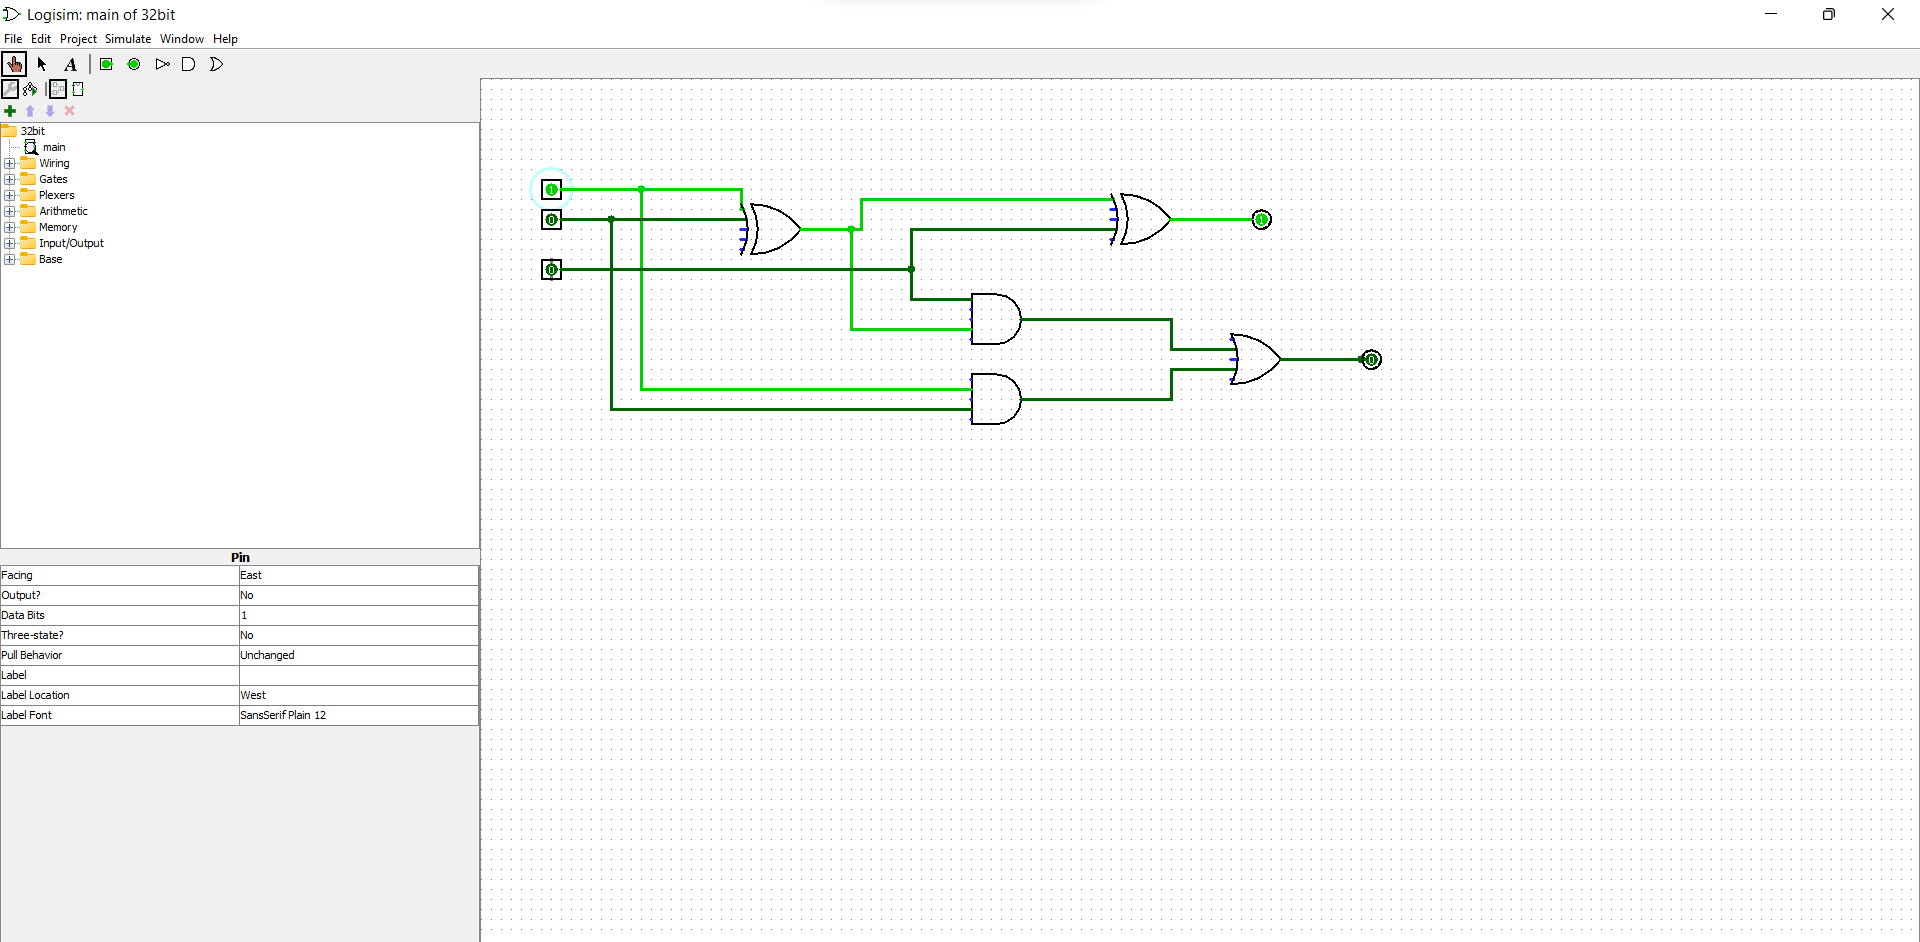 Logisim: main of 32bit
File Edit Project Simulate Window Help
A
32bit
main
Wiring
Gates
Plexers
Arithmetic
Memory
Input/Output
Base
1
0
0
1
0
Pin
Facing East
Output? No
Data Bits 1
Three-state? No
Pull Behavior Unchanged
Label
Label Location West
Label Font SansSerif Plain 12